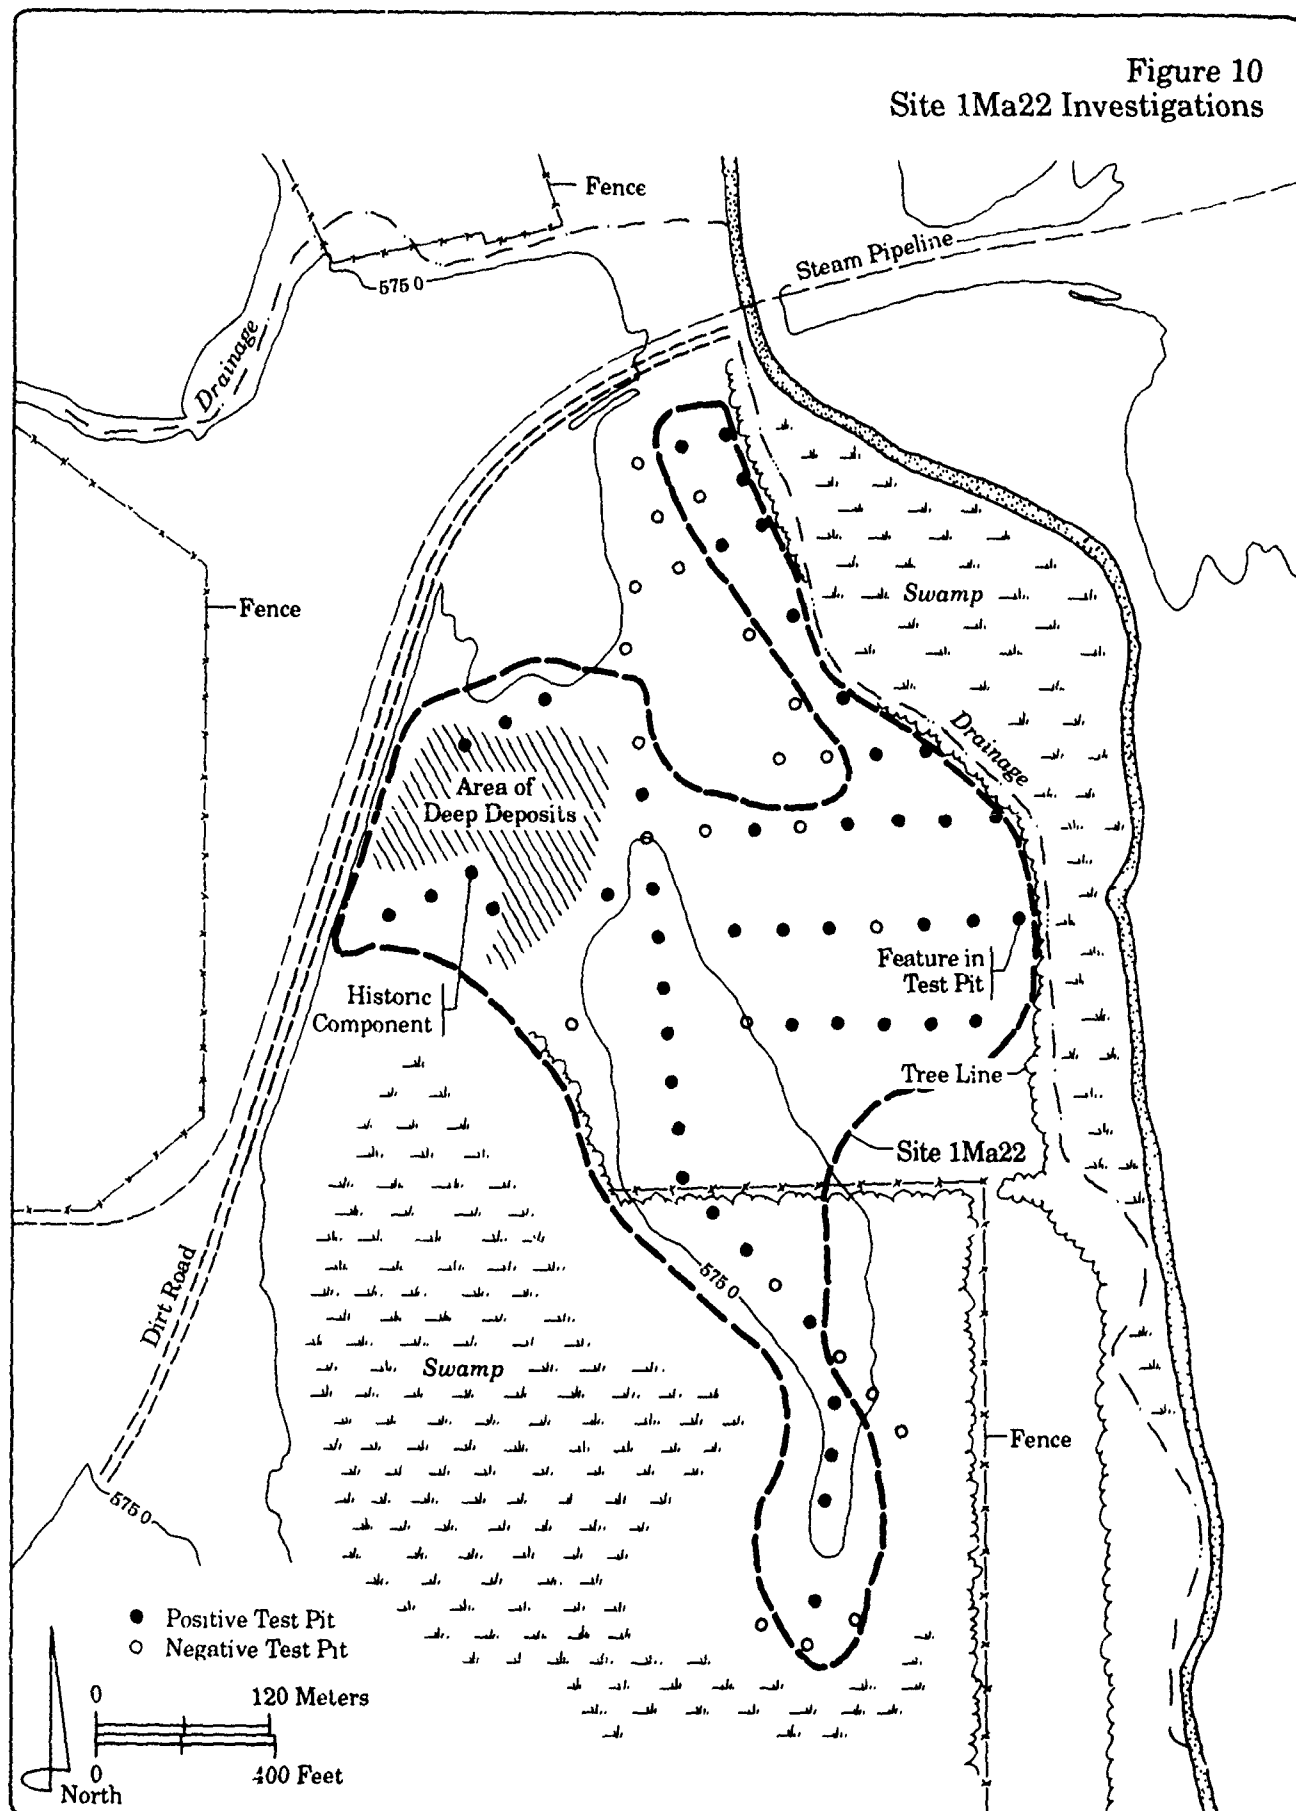 Figure 10
Site 1Ma22 Investigations
Fence
Steam Pipeline
575 0
Drainage
Fence
Swamp
Drainage
Area of
Deep Deposits
Feature in
Test Pit
Historic
Component
Tree Line
Site 1Ma22
575 0
Dirt Road
Swamp
Fence
575 0
Positive Test Pit
Negative Test Pit
0 120 Meters
0 400 Feet
North